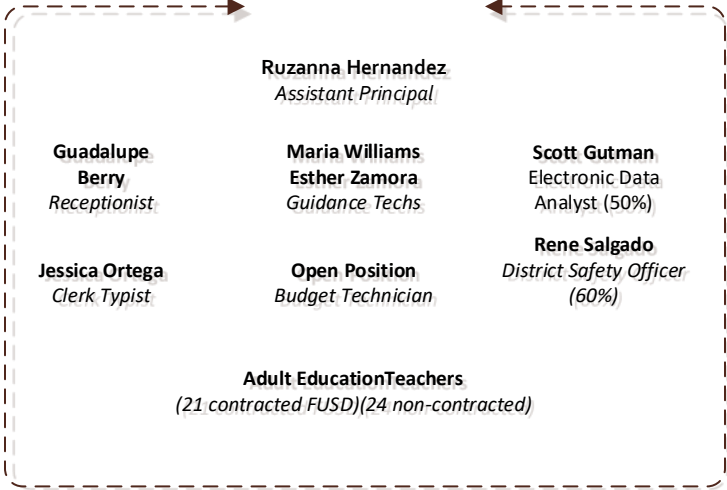 Ruzanna Hernandez
Assistant Principal
Guadalupe
Berry
Receptionist
Maria Williams
Esther Zamora
Guidance Techs
Scott Gutman
Electronic Data
Analyst (50%)
Jessica Ortega
Clerk Typist
Open Position
Budget Technician
Rene Salgado
District Safety Officer
(60%)
Adult EducationTeachers
(21 contracted FUSD)(24 non-contracted)